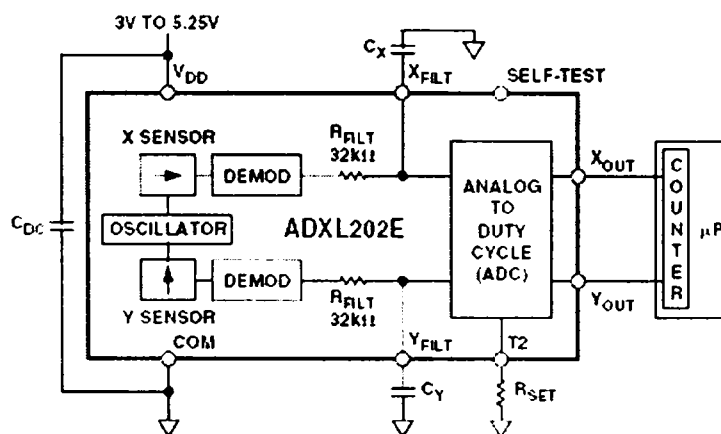 3V TO 5.25V
CX
VDD
XFILT
SELF-TEST
X SENSOR
RFILT
32kΩ
DEMOD
XOUT
COUNTER
µP
ANALOG
TO
DUTY
CYCLE
(ADC)
CDC
OSCILLATOR
ADXL202E
DEMOD
RFILT
32kΩ
Y SENSOR
COM
YFILT
T2
YOUT
CY
RSET